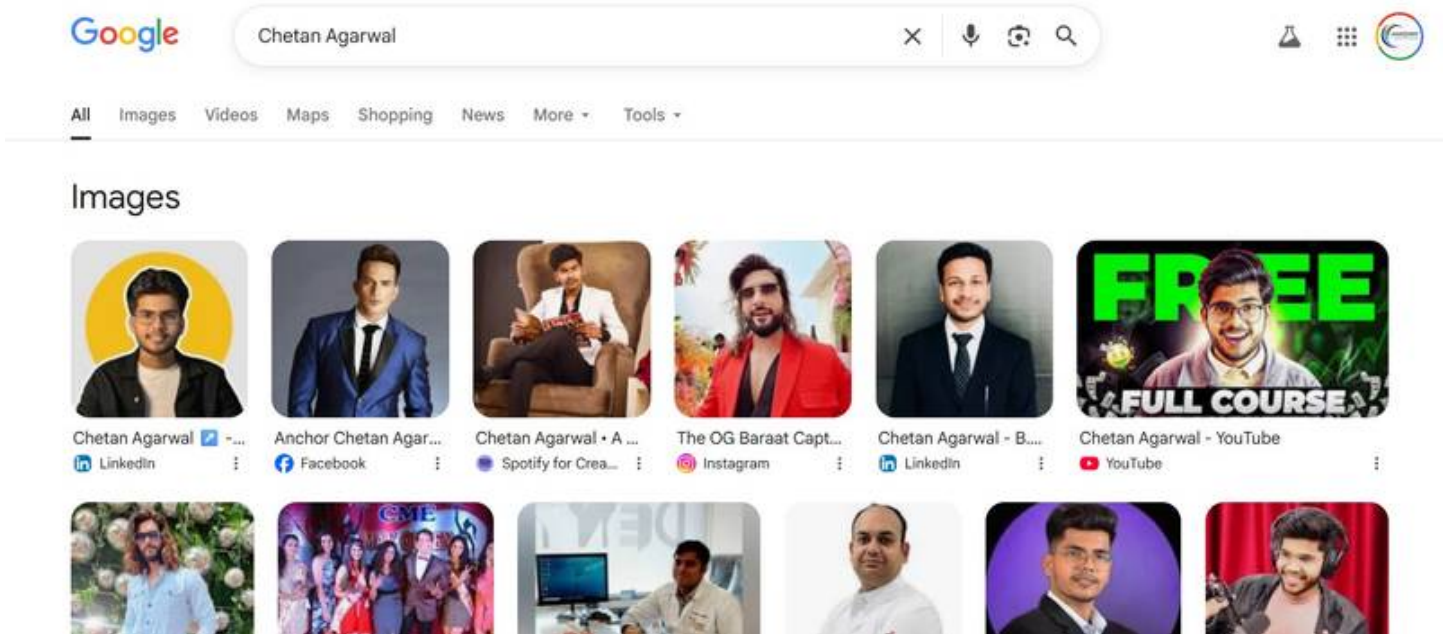 Google
Chetan Agarwal
All Images Videos Maps Shopping News More Tools
Images
FREE
FULL COURSE
Chetan Agarwal -...
LinkedIn
Anchor Chetan Agar...
Facebook
Chetan Agarwal • A ...
Spotify for Crea...
The OG Baraat Capt...
Instagram
Chetan Agarwal - B....
LinkedIn
Chetan Agarwal - YouTube
YouTube
CME